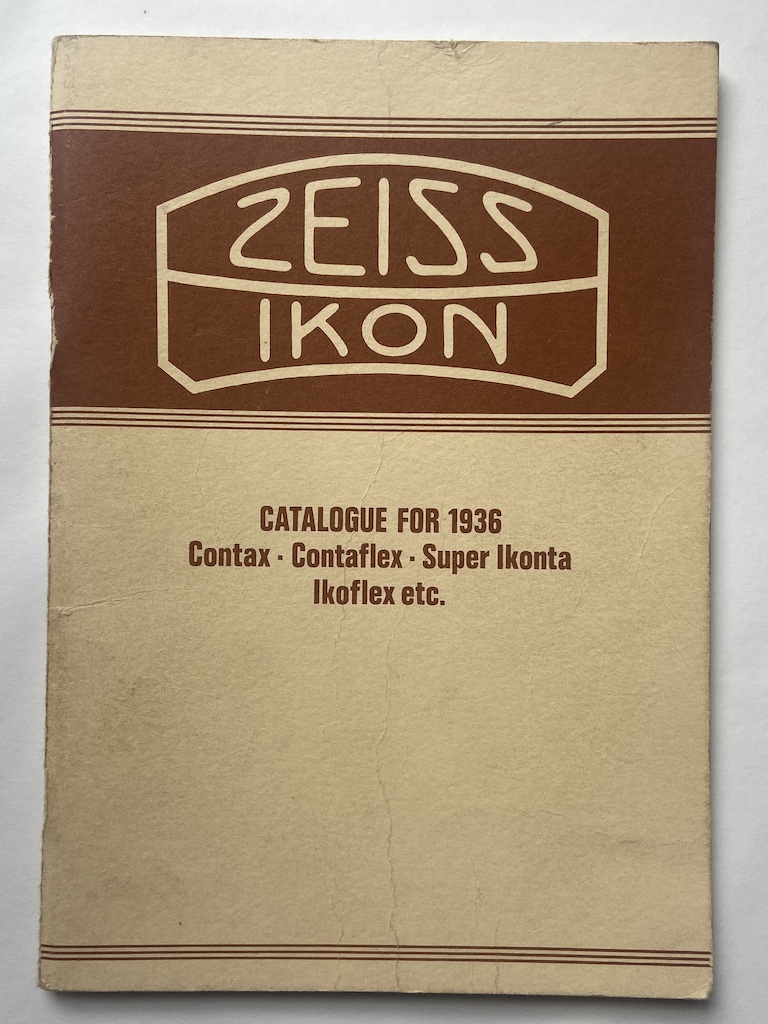 ZEISS
IKON
CATALOGUE FOR 1936
Contax · Contaflex · Super Ikonta
Ikoflex etc.